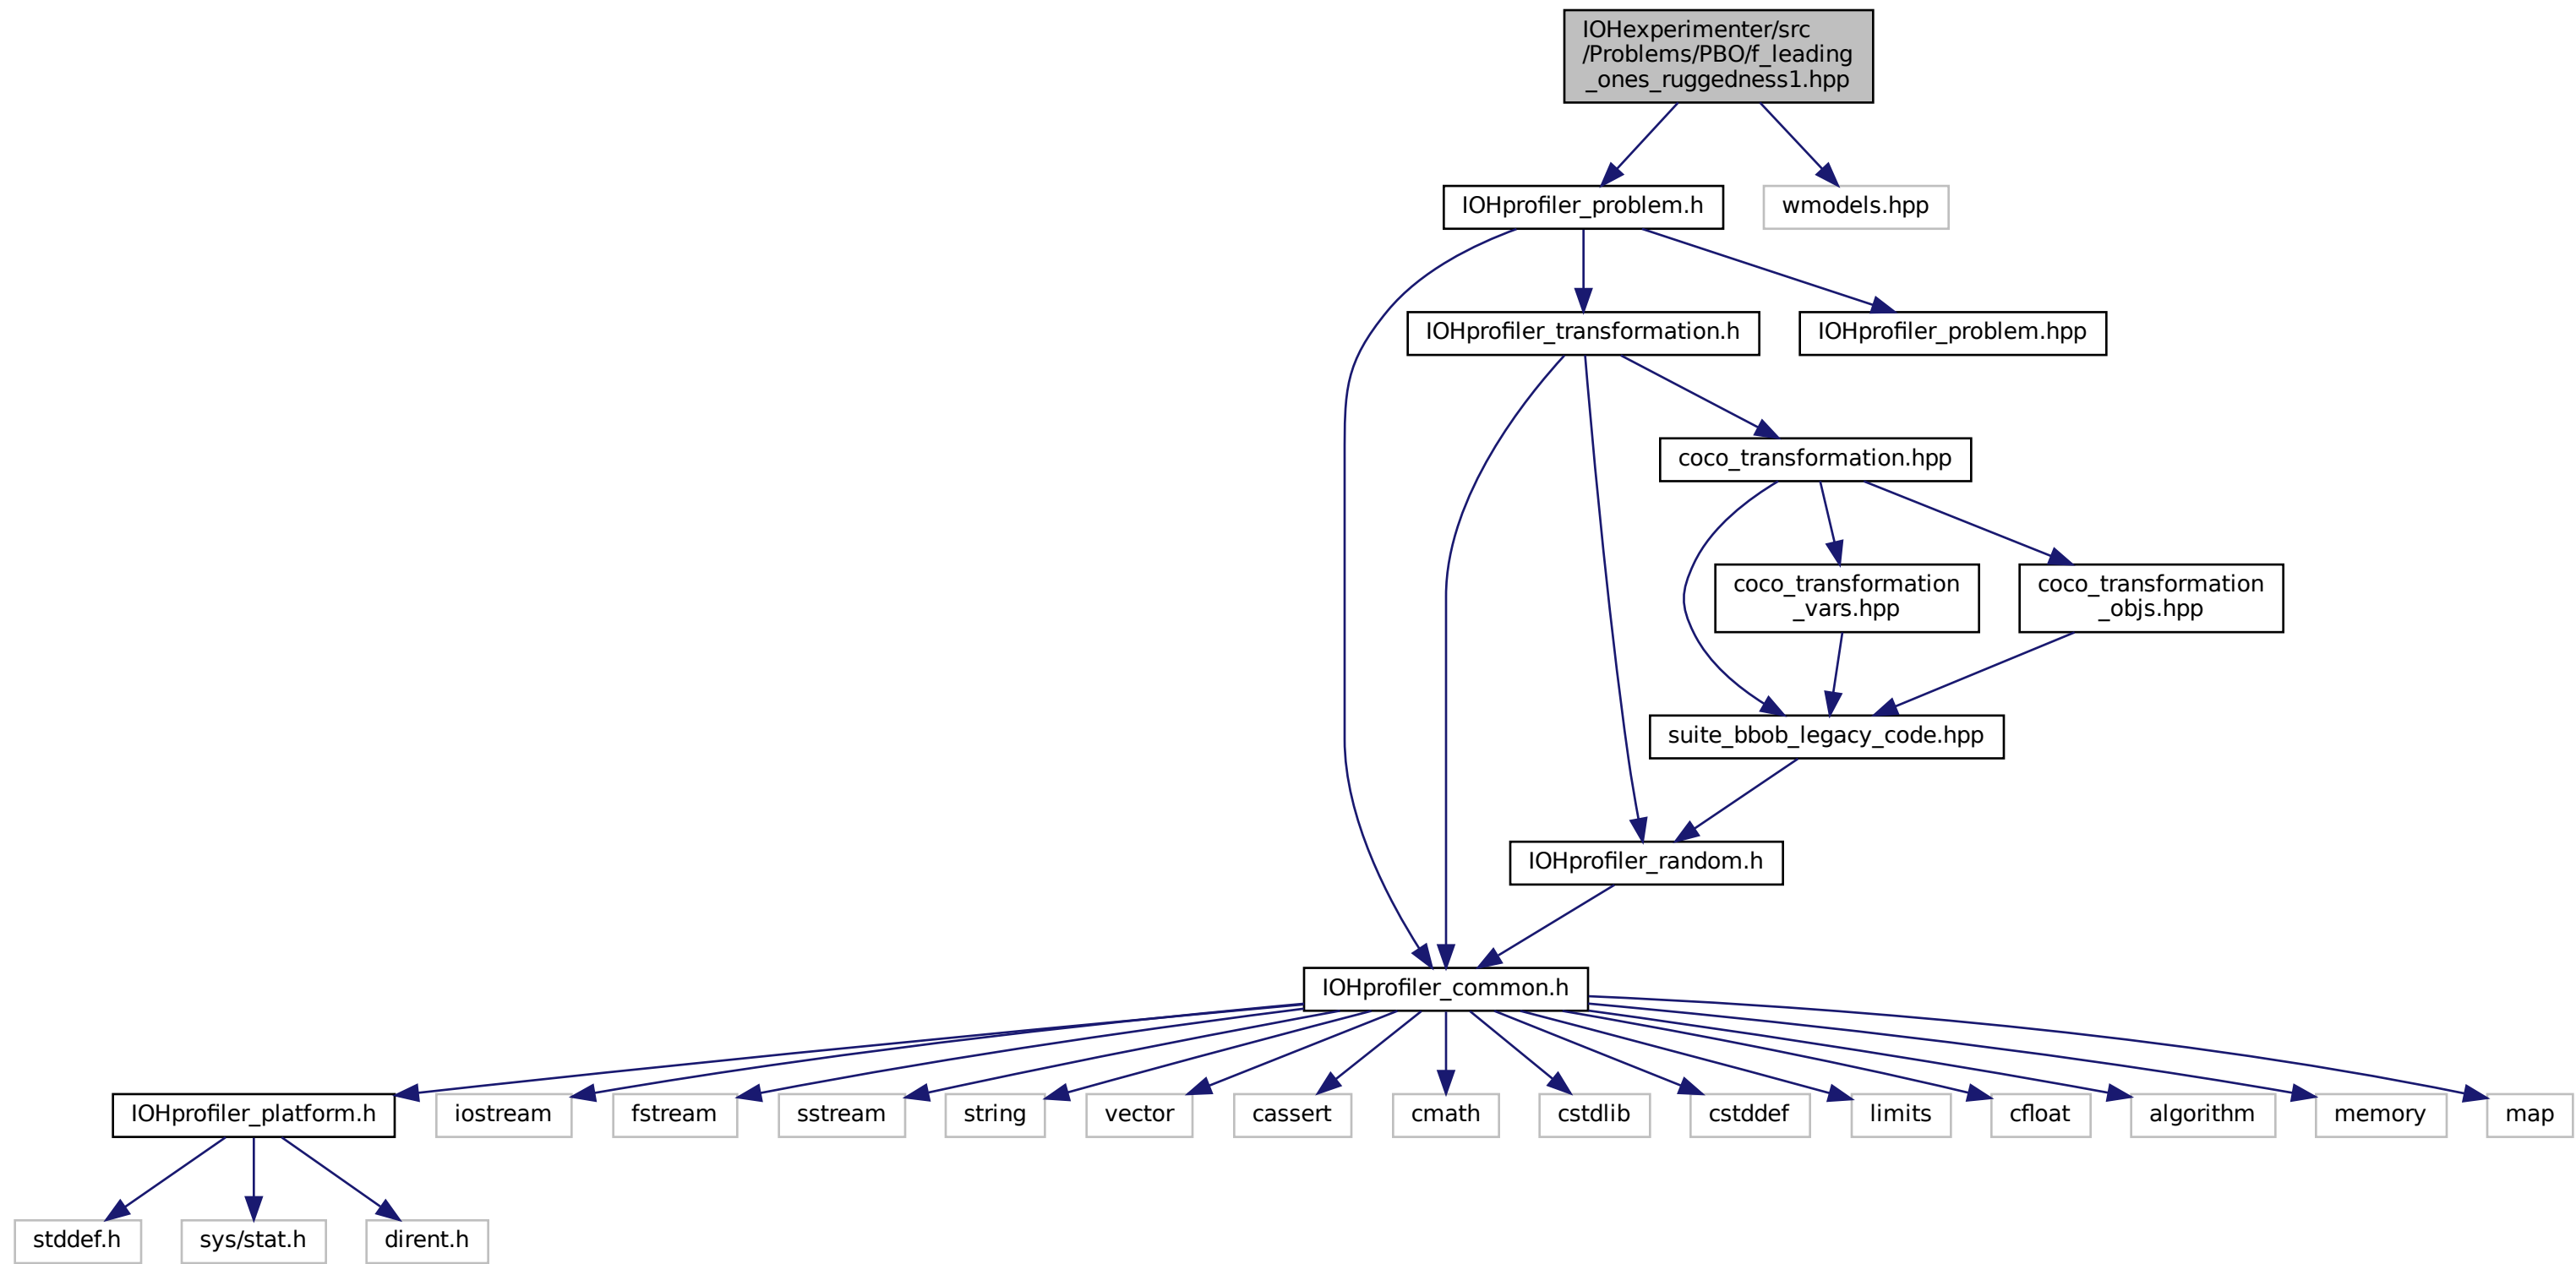 IOHexperimenter/src
/Problems/PBO/f_leading
_ones_ruggedness1.hpp
IOHprofiler_problem.h
wmodels.hpp
IOHprofiler_transformation.h
IOHprofiler_problem.hpp
coco_transformation.hpp
coco_transformation
_vars.hpp
coco_transformation
_objs.hpp
suite_bbob_legacy_code.hpp
IOHprofiler_random.h
IOHprofiler_common.h
IOHprofiler_platform.h
iostream
fstream
sstream
string
vector
cassert
cmath
cstdlib
cstddef
limits
cfloat
algorithm
memory
map
stddef.h
sys/stat.h
dirent.h